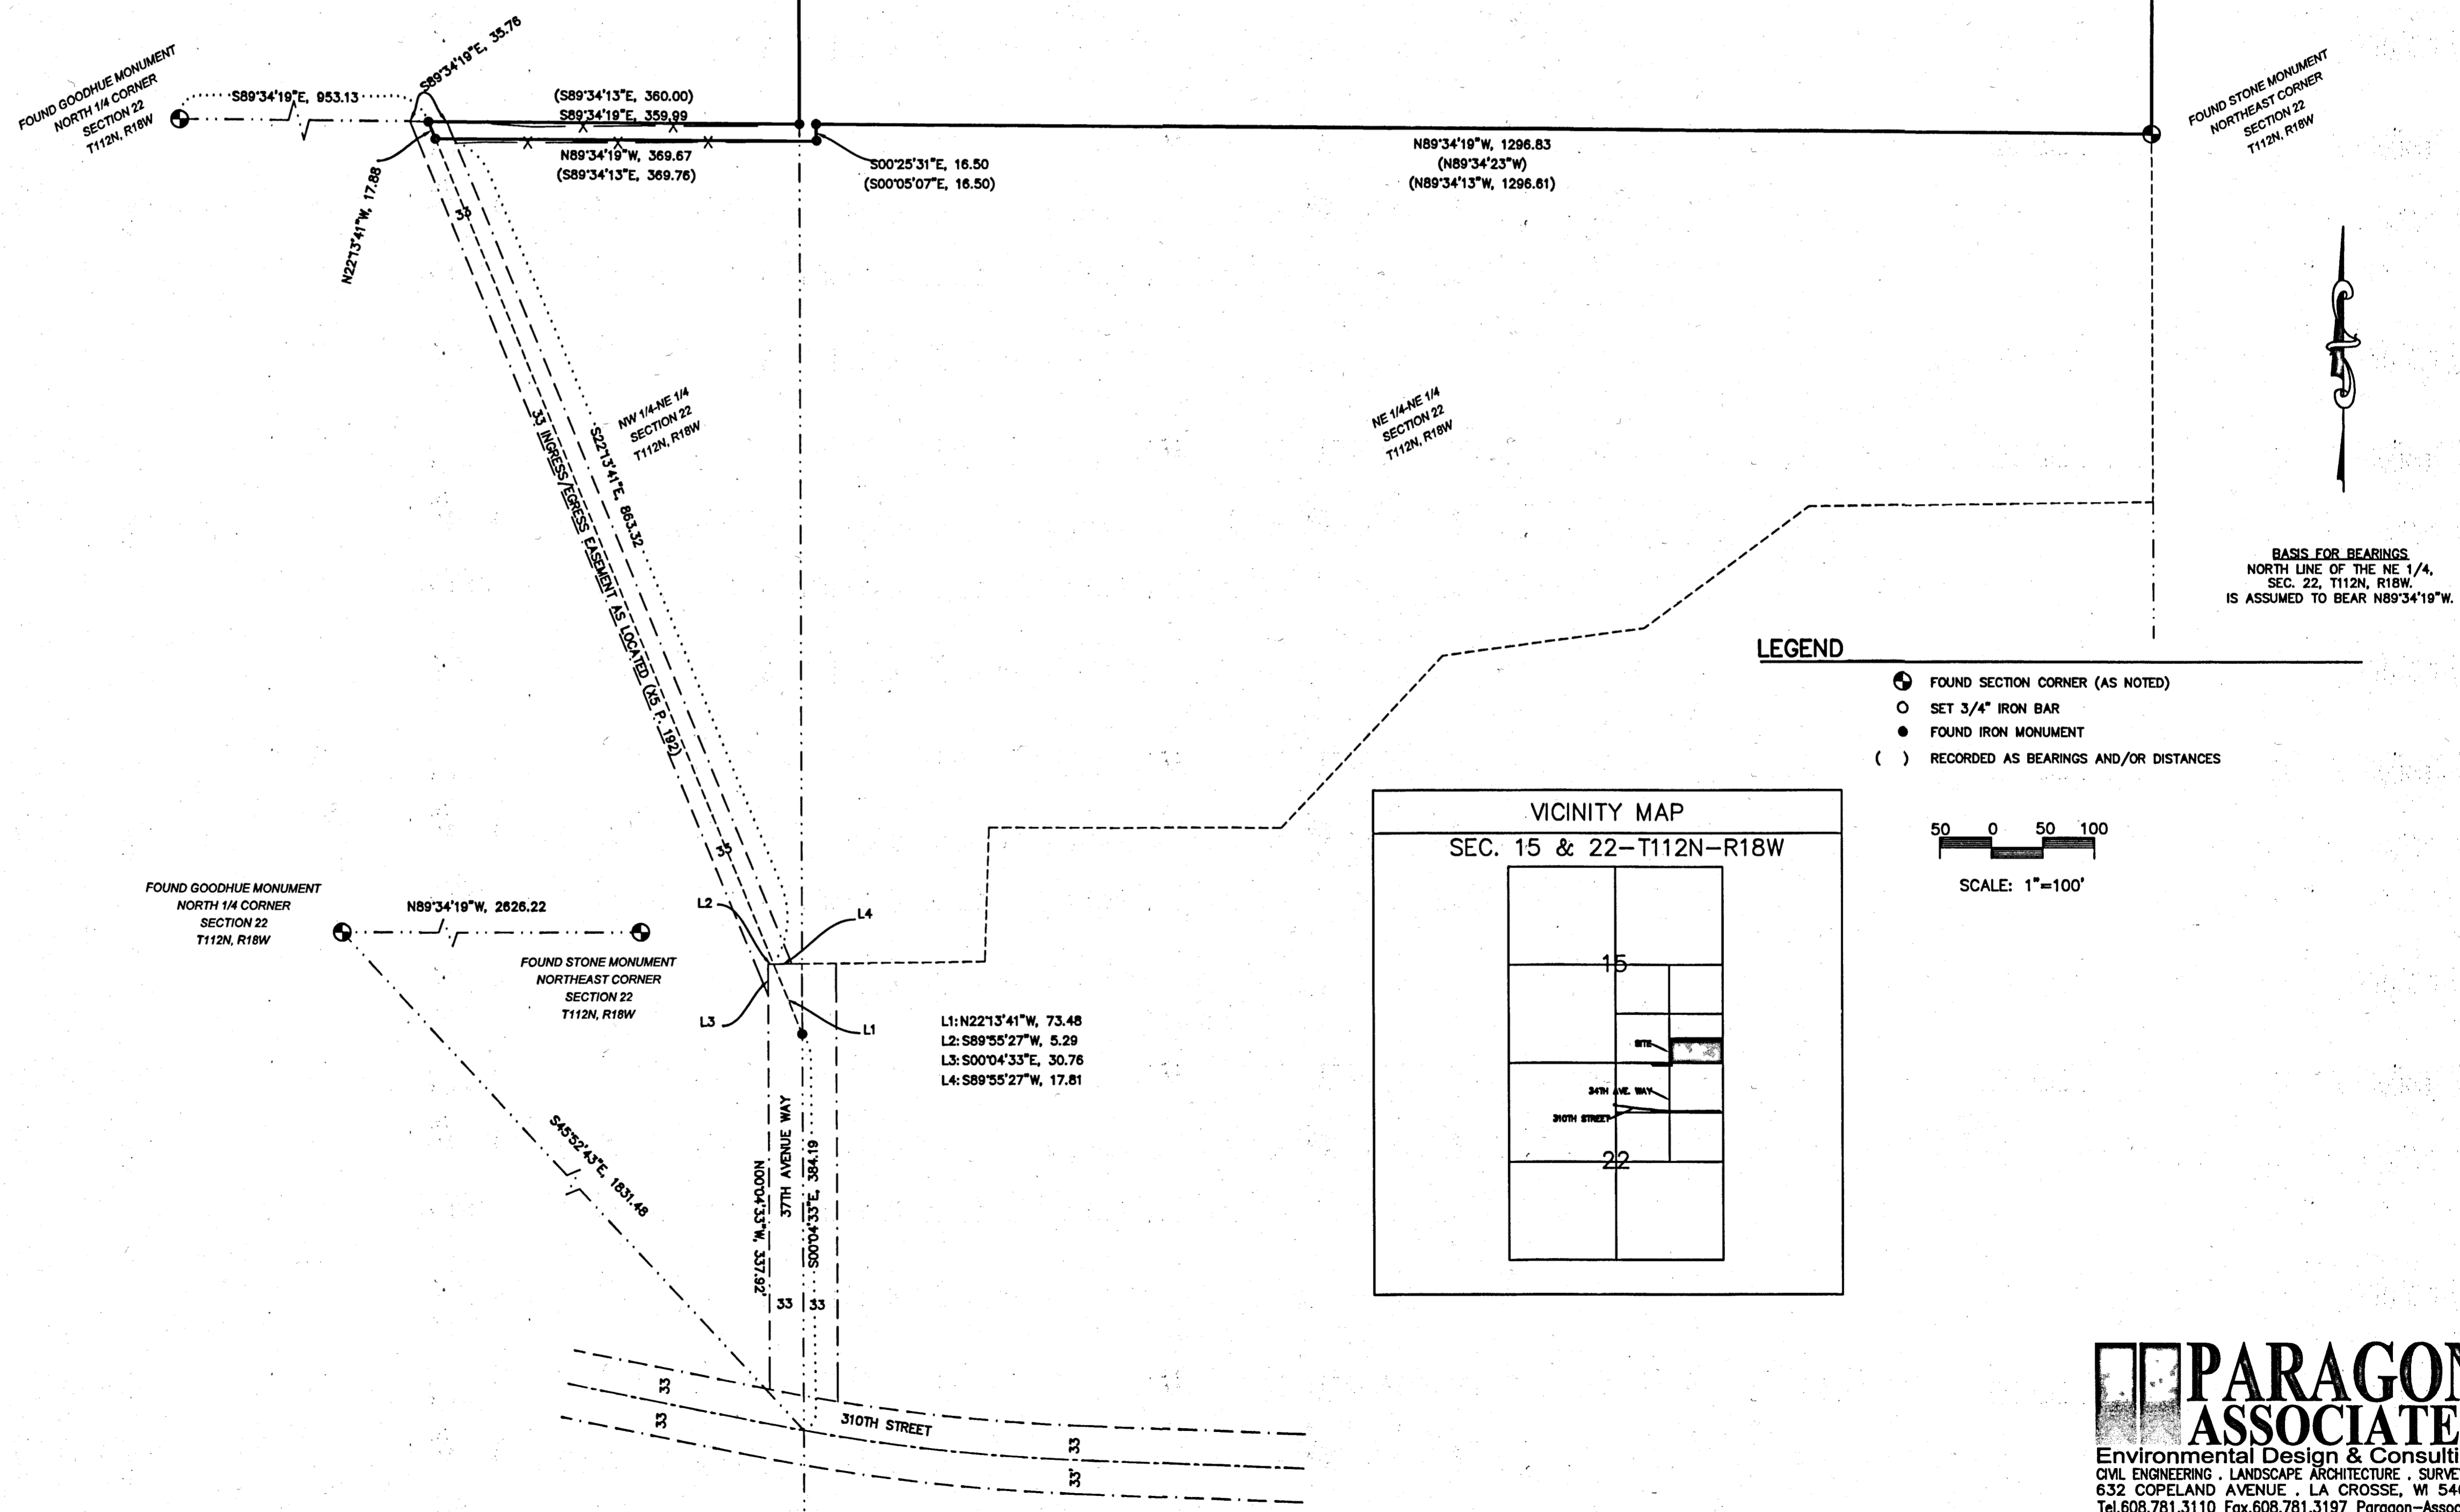 FOUND GOODHUE MONUMENT
NORTH 1/4 CORNER
SECTION 22
T112N, R18W
S89°34'19"E, 953.13
S89°34'19"E, 35.76
(S89°34'13"E, 360.00)
S89°34'19"E, 359.99
N89°34'19"W, 369.67
(S89°34'13"E, 369.76)
S00°25'31"E, 16.50
(S00°05'07"E, 16.50)
N89°34'19"W, 1296.83
(N89°34'23"W)
(N89°34'13"W, 1296.61)
FOUND STONE MONUMENT
NORTHEAST CORNER
SECTION 22
T112N, R18W
N22°13'41"W, 17.88
33
NW 1/4-NE 1/4
SECTION 22
T112N, R18W
NE 1/4-NE 1/4
SECTION 22
T112N, R18W
S22°13'41"E, 863.32
33 INGRESS/EGRESS EASEMENT AS LOCATED (X5 P. 192)
33
BASIS FOR BEARINGS
NORTH LINE OF THE NE 1/4,
SEC. 22, T112N, R18W.
IS ASSUMED TO BEAR N89°34'19"W.
LEGEND
FOUND SECTION CORNER (AS NOTED)
SET 3/4" IRON BAR
FOUND IRON MONUMENT
( ) RECORDED AS BEARINGS AND/OR DISTANCES
50 0 50 100
SCALE: 1"=100'
VICINITY MAP
SEC. 15 & 22-T112N-R18W
15
SITE
34TH AVE. WAY
310TH STREET
22
FOUND GOODHUE MONUMENT
NORTH 1/4 CORNER
SECTION 22
T112N, R18W
N89°34'19"W, 2626.22
FOUND STONE MONUMENT
NORTHEAST CORNER
SECTION 22
T112N, R18W
L2
L4
L3
L1
L1: N22°13'41"W, 73.48
L2: S89°55'27"W, 5.29
L3: S00°04'33"E, 30.76
L4: S89°55'27"W, 17.81
S45°52'43"E, 1831.48
N00°04'33"W, 337.92'
37TH AVENUE WAY
S00°04'33"E, 384.19
33 33
33
33
310TH STREET
33
33'
PARAGON
ASSOCIATE
Environmental Design & Consulti
CIVIL ENGINEERING . LANDSCAPE ARCHITECTURE . SURVE
632 COPELAND AVENUE . LA CROSSE, WI 54
Tel.608.781.3110 Fax.608.781.3197 Paragon-Assoc